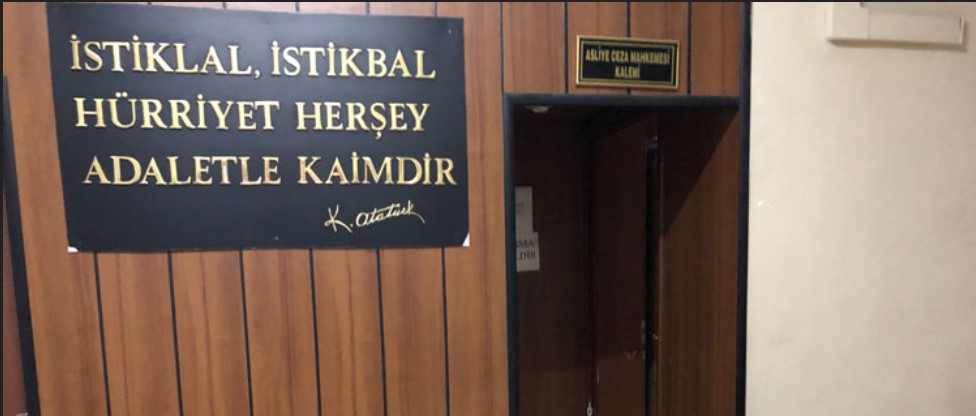 İSTİKLAL, İSTİKBAL
HÜRRİYET HERŞEY
ADALETLE KAİMDİR
K. Atatürk
ASLİYE CEZA MAHKEMESİ
KALEMİ